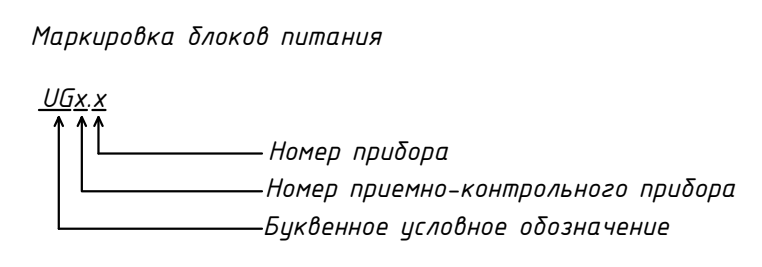 Маркировка блоков питания
UGx.x
Номер прибора
Номер приемно-контрольного прибора
Буквенное условное обозначение